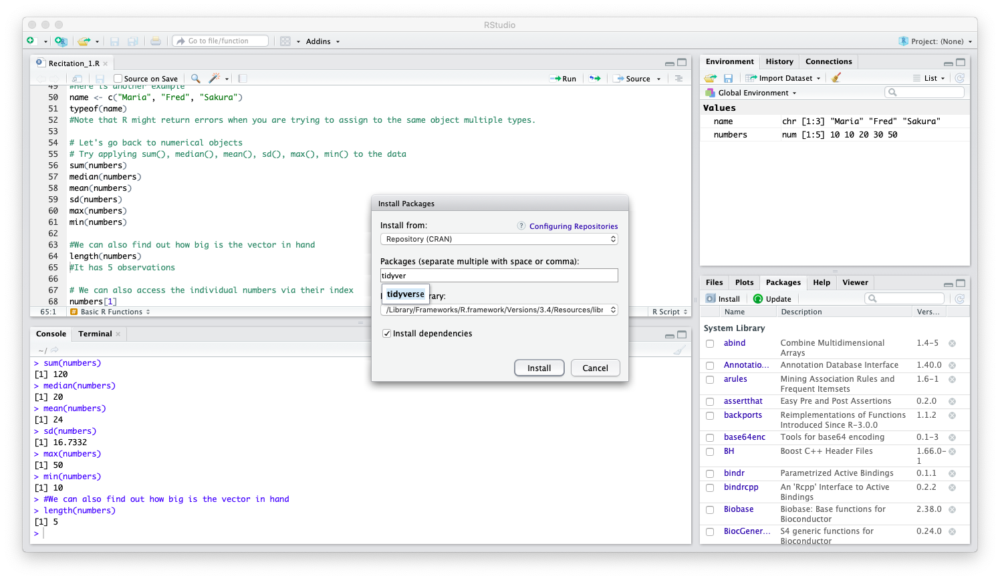 RStudio
Go to file/function
Addins
Project: (None)
Recitation_1.R
Source on Save
Run
Source
49 #Here is another example
50 name <- c("Maria", "Fred", "Sakura")
51 typeof(name)
52 #Note that R might return errors when you are trying to assign to the same object multiple types.
53
54 # Let's go back to numerical objects
55 # Try applying sum(), median(), mean(), sd(), max(), min() to the data
56 sum(numbers)
57 median(numbers)
58 mean(numbers)
59 sd(numbers)
60 max(numbers)
61 min(numbers)
62
63 #We can also find out how big is the vector in hand
64 length(numbers)
65 #It has 5 observations
66
67 # We can also access the individual numbers via their index
68 numbers[1]
65:1 # Basic R Functions R Script
Console Terminal
~/
> sum(numbers)
[1] 120
> median(numbers)
[1] 20
> mean(numbers)
[1] 24
> sd(numbers)
[1] 16.7332
> max(numbers)
[1] 50
> min(numbers)
[1] 10
> #We can also find out how big is the vector in hand
> length(numbers)
[1] 5
>
Install Packages
Install from: ? Configuring Repositories
Repository (CRAN)
Packages (separate multiple with space or comma):
tidyver
tidyverse
rary:
/Library/Frameworks/R.framework/Versions/3.4/Resources/libr
Install dependencies
Install Cancel
Environment History Connections
Import Dataset List
Global Environment
Values
name chr [1:3] "Maria" "Fred" "Sakura"
numbers num [1:5] 10 10 20 30 50
Files Plots Packages Help Viewer
Install Update
Name Description Vers...
System Library
abind Combine Multidimensional Arrays 1.4-5
Annotatio... Annotation Database Interface 1.40.0
arules Mining Association Rules and Frequent Itemsets 1.6-1
assertthat Easy Pre and Post Assertions 0.2.0
backports Reimplementations of Functions Introduced Since R-3.0.0 1.1.2
base64enc Tools for base64 encoding 0.1-3
BH Boost C++ Header Files 1.66.0-1
bindr Parametrized Active Bindings 0.1.1
bindrcpp An 'Rcpp' Interface to Active Bindings 0.2.2
Biobase Biobase: Base functions for Bioconductor 2.38.0
BiocGener... S4 generic functions for Bioconductor 0.24.0